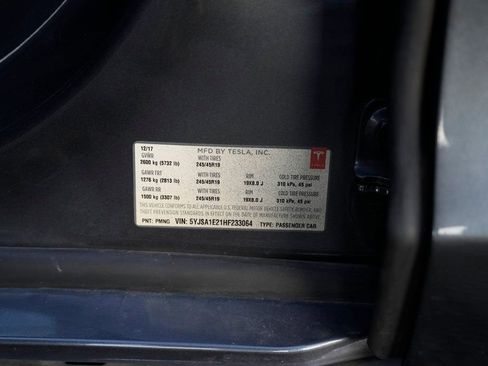 12/17 MFD BY TESLA, INC.
GVWR WITH TIRES
2600 kg (5732 lb) 245/45R19
GAWR FRT WITH TIRES RIM COLD TIRE PRESSURE
1276 kg (2813 lb) 245/45R19 19X8.0 J 310 kPa, 45 psi
GAWR RR WITH TIRES RIM COLD TIRE PRESSURE
1500 kg (3307 lb) 245/45R19 19X8.0 J 310 kPa, 45 psi
THIS VEHICLE CONFORMS TO ALL APPLICABLE U.S. FEDERAL MOTOR VEHICLE SAFETY, BUMPER, AND
THEFT PREVENTION STANDARDS IN EFFECT ON THE DATE OF MANUFACTURE SHOWN ABOVE.
PNT: PMNG VIN: 5YJSA1E21HF233064 TYPE: PASSENGER CAR